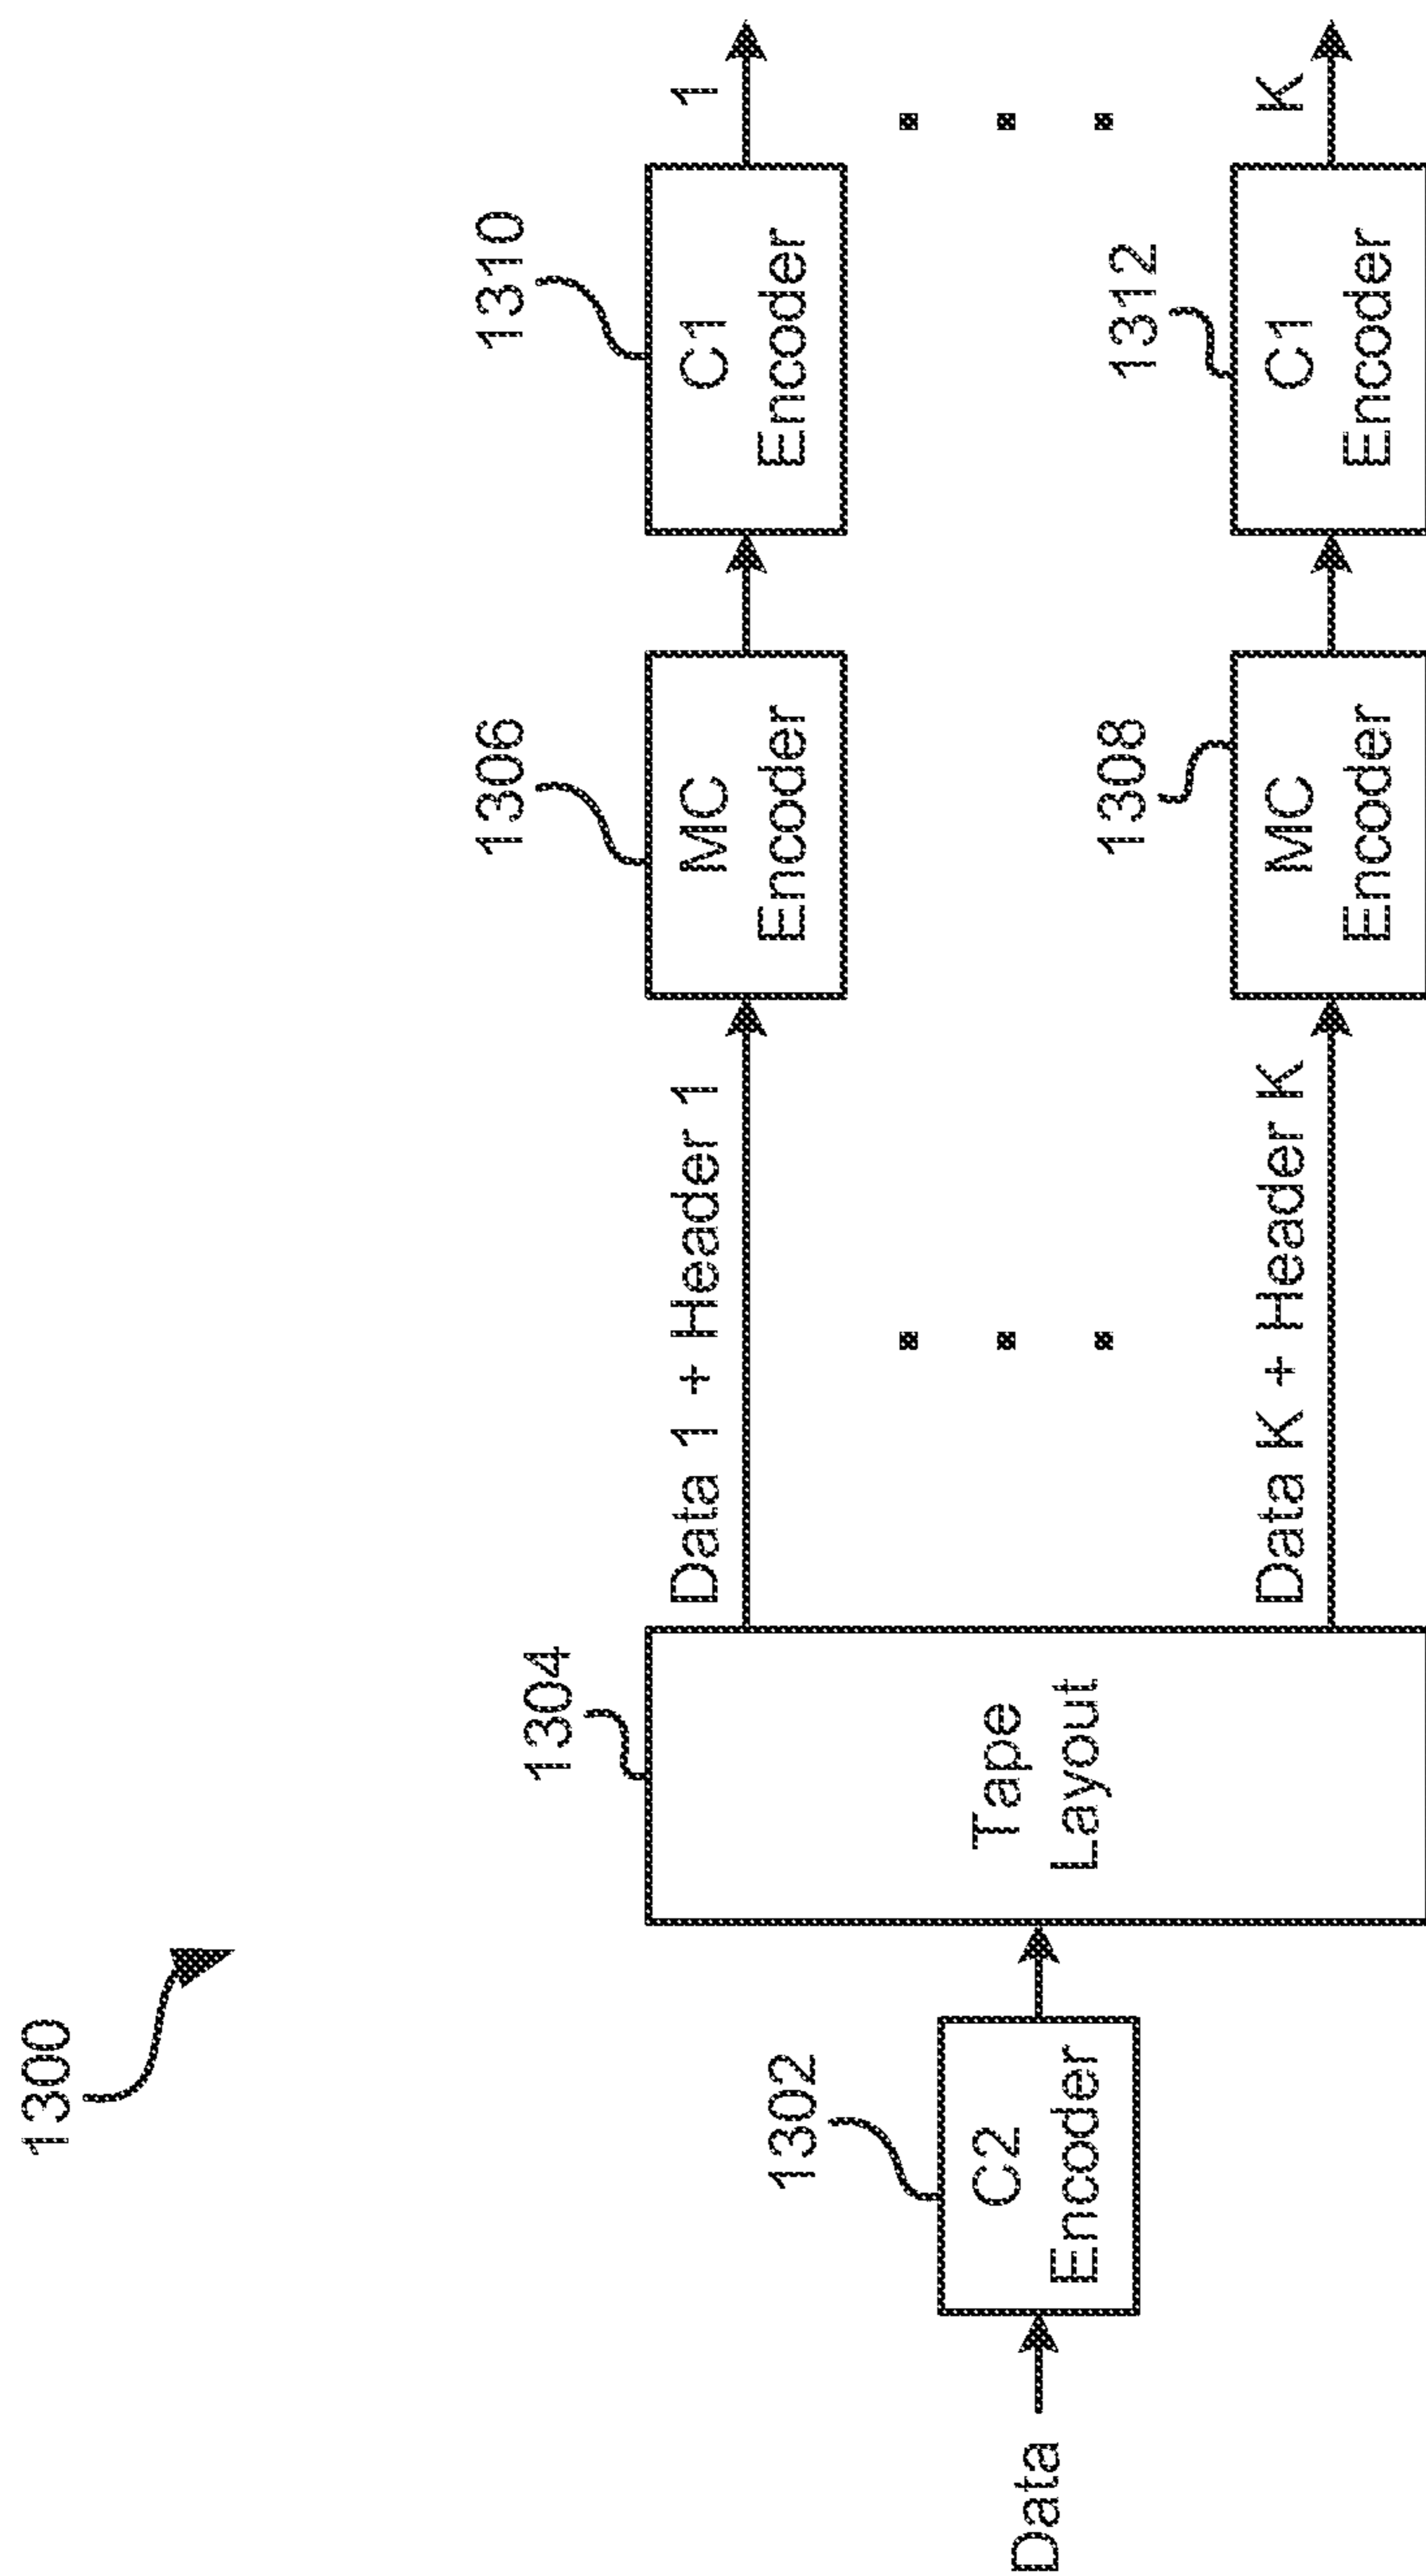 1300
Data
1302
C2
Encoder
1304
Tape
Layout
Data 1 + Header 1
Data K + Header K
1306
MC
Encoder
1308
MC
Encoder
1310
C1
Encoder
1312
C1
Encoder
1
K